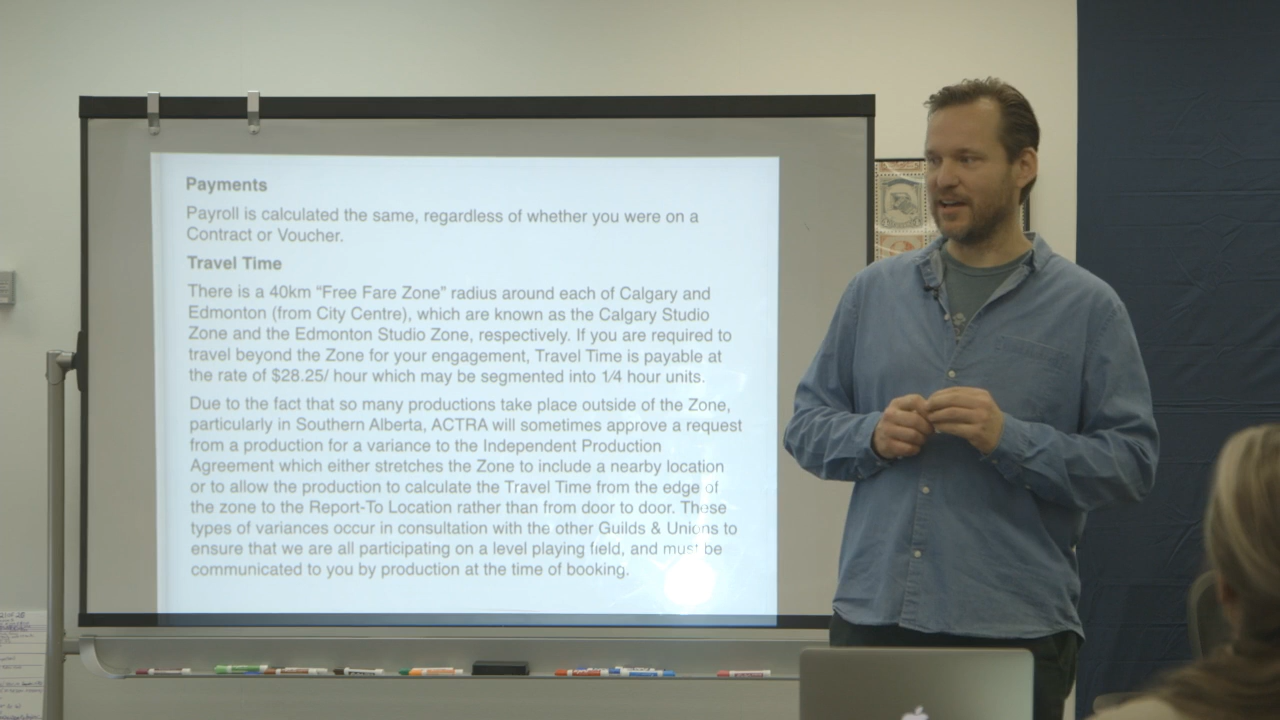 Payments
Payroll is calculated the same, regardless of whether you were on a
Contract or Voucher.
Travel Time
There is a 40km “Free Fare Zone” radius around each of Calgary and
Edmonton (from City Centre), which are known as the Calgary Studio
Zone and the Edmonton Studio Zone, respectively. If you are required to
travel beyond the Zone for your engagement, Travel Time is payable at
the rate of $28.25/ hour which may be segmented into 1/4 hour units.
Due to the fact that so many productions take place outside of the Zone,
particularly in Southern Alberta, ACTRA will sometimes approve a request
from a production for a variance to the Independent Production
Agreement which either stretches the Zone to include a nearby location
or to allow the production to calculate the Travel Time from the edge of
the zone to the Report-To Location rather than from door to door. These
types of variances occur in consultation with the other Guilds & Unions to
ensure that we are all participating on a level playing field, and must be
communicated to you by production at the time of booking.